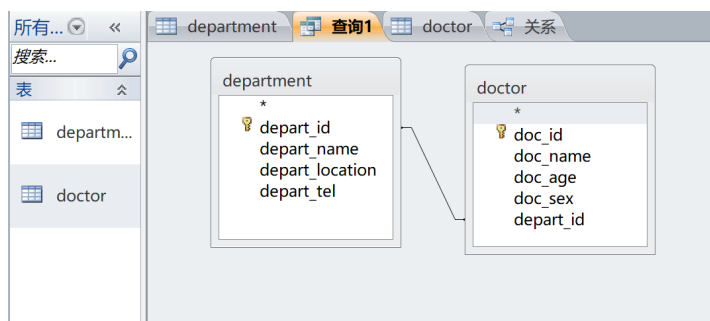 所有... «
department 查询1 doctor 关系
搜索...
表
departm...
doctor
department
*
depart_id
depart_name
depart_location
depart_tel
doctor
*
doc_id
doc_name
doc_age
doc_sex
depart_id